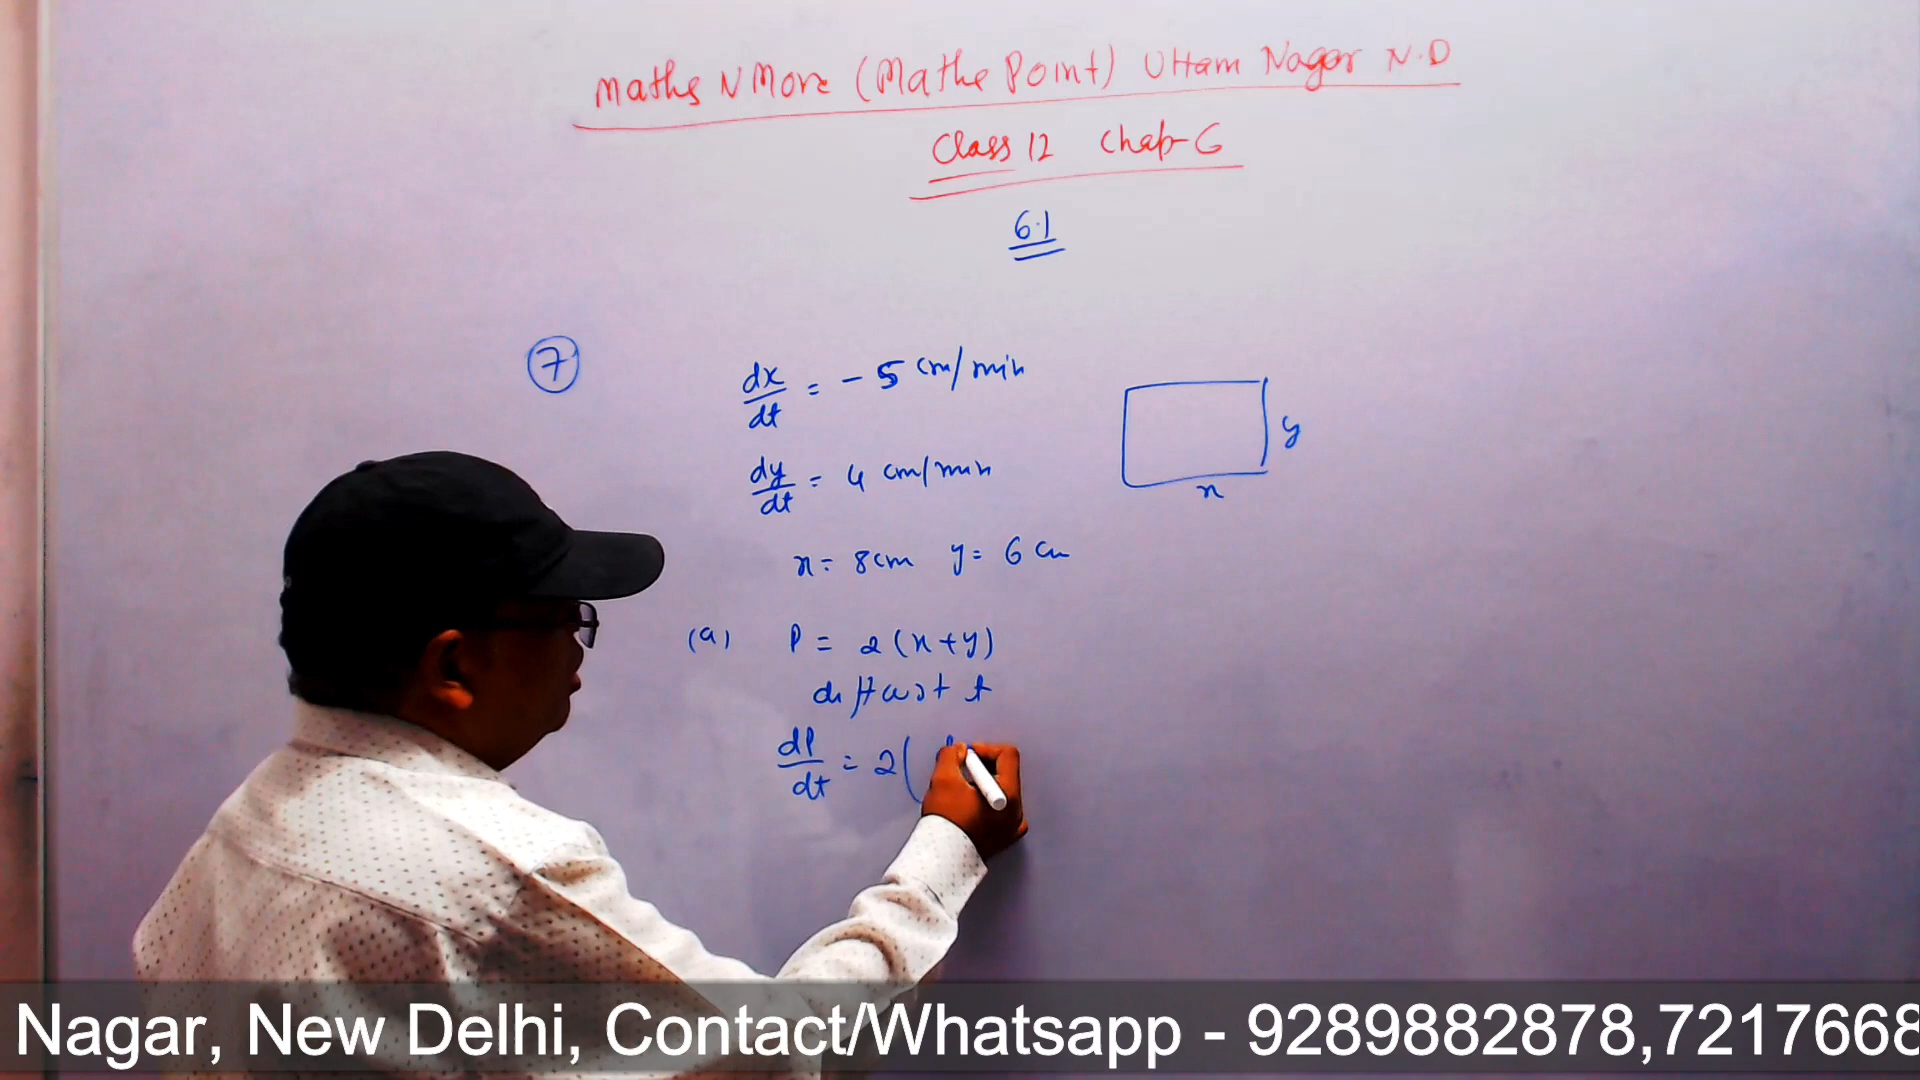 Maths N More (Maths Point) Uttam Nagar N.D
Class 12 Chap-6
6.1
7
dx/dt = - 5 cm/min
y
dy/dt = 4 cm/min
x
x = 8cm y = 6 cm
(a) P = 2(x+y)
diff w.r.t t
dP/dt = 2(
Nagar, New Delhi, Contact/Whatsapp - 9289882878,7217668